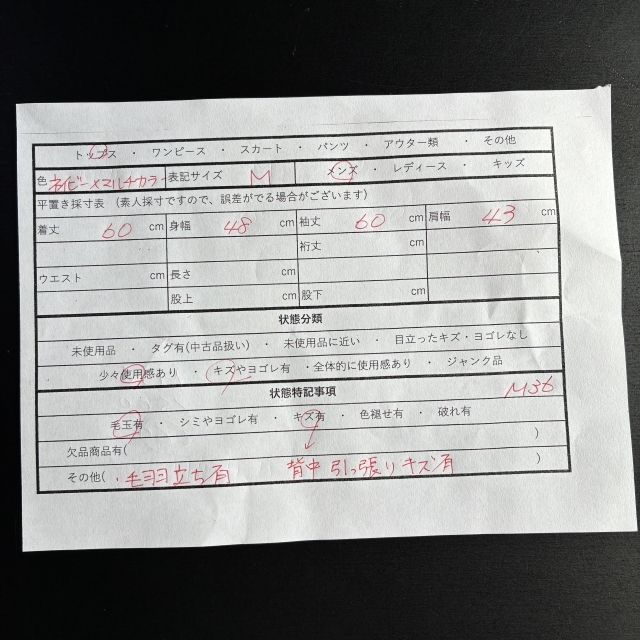 トップス ・ ワンピース ・ スカート ・ パンツ ・ アウター類 ・ その他
色 ネイビー×マルチカラー 表記サイズ M メンズ ・ レディース ・ キッズ
平置き採寸表 (素人採寸ですので、誤差がでる場合がございます)
着丈 60 cm 身幅 48 cm 袖丈 60 cm 肩幅 43 cm
裄丈 cm
ウエスト cm 長さ cm
股上 cm 股下 cm
状態分類
未使用品 ・ タグ有(中古品扱い) ・ 未使用品に近い ・ 目立ったキズ・ヨゴレなし
少々使用感あり ・ キズやヨゴレ有 ・全体的に使用感あり ・ ジャンク品
状態特記事項 M36
毛玉有 ・ シミやヨゴレ有 ・ キズ有 ・ 色褪せ有 ・ 破れ有
欠品商品有( )
その他( ・毛羽立ち有 背中 引っ張りキズ有 )